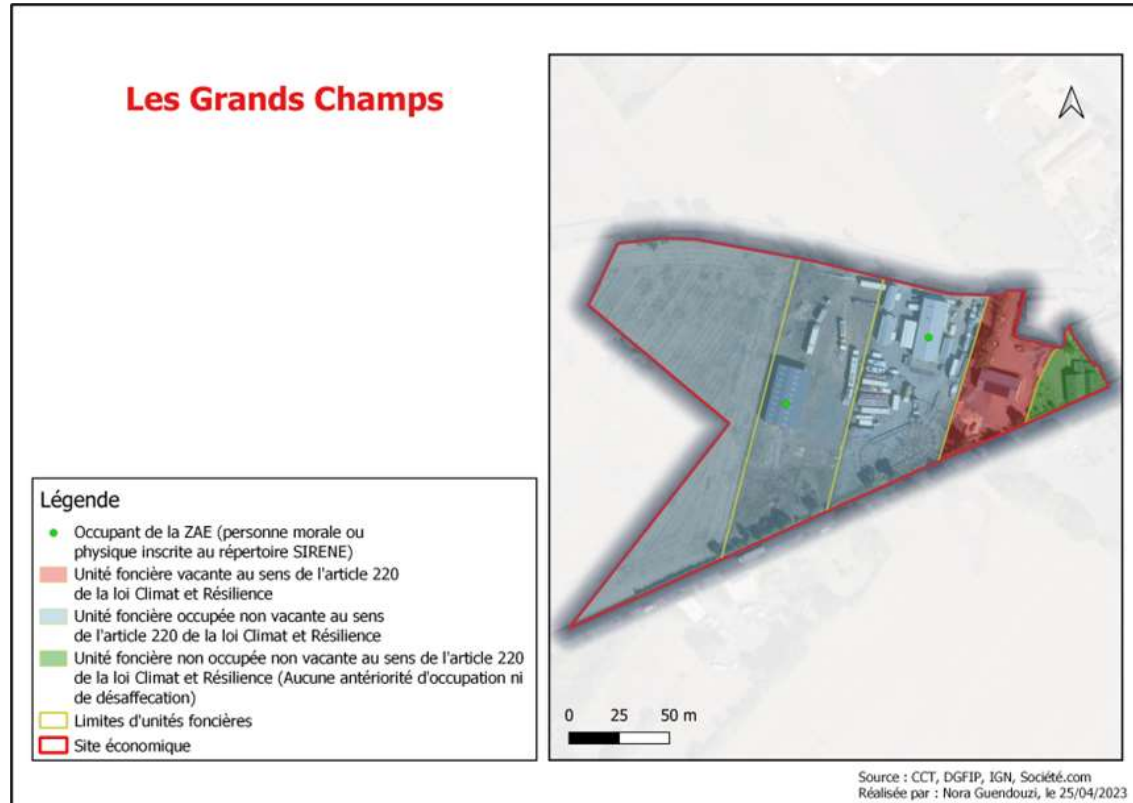 Les Grands Champs
Légende
Occupant de la ZAE (personne morale ou
physique inscrite au répertoire SIRENE)
Unité foncière vacante au sens de l'article 220
de la loi Climat et Résilience
Unité foncière occupée non vacante au sens
de l'article 220 de la loi Climat et Résilience
Unité foncière non occupée non vacante au sens de l'article 220
de la loi Climat et Résilience (Aucune antériorité d'occupation ni
de désaffecation)
Limites d'unités foncières
Site économique
0 25 50 m
Source : CCT, DGFIP, IGN, Société.com
Réalisée par : Nora Guendouzi, le 25/04/2023